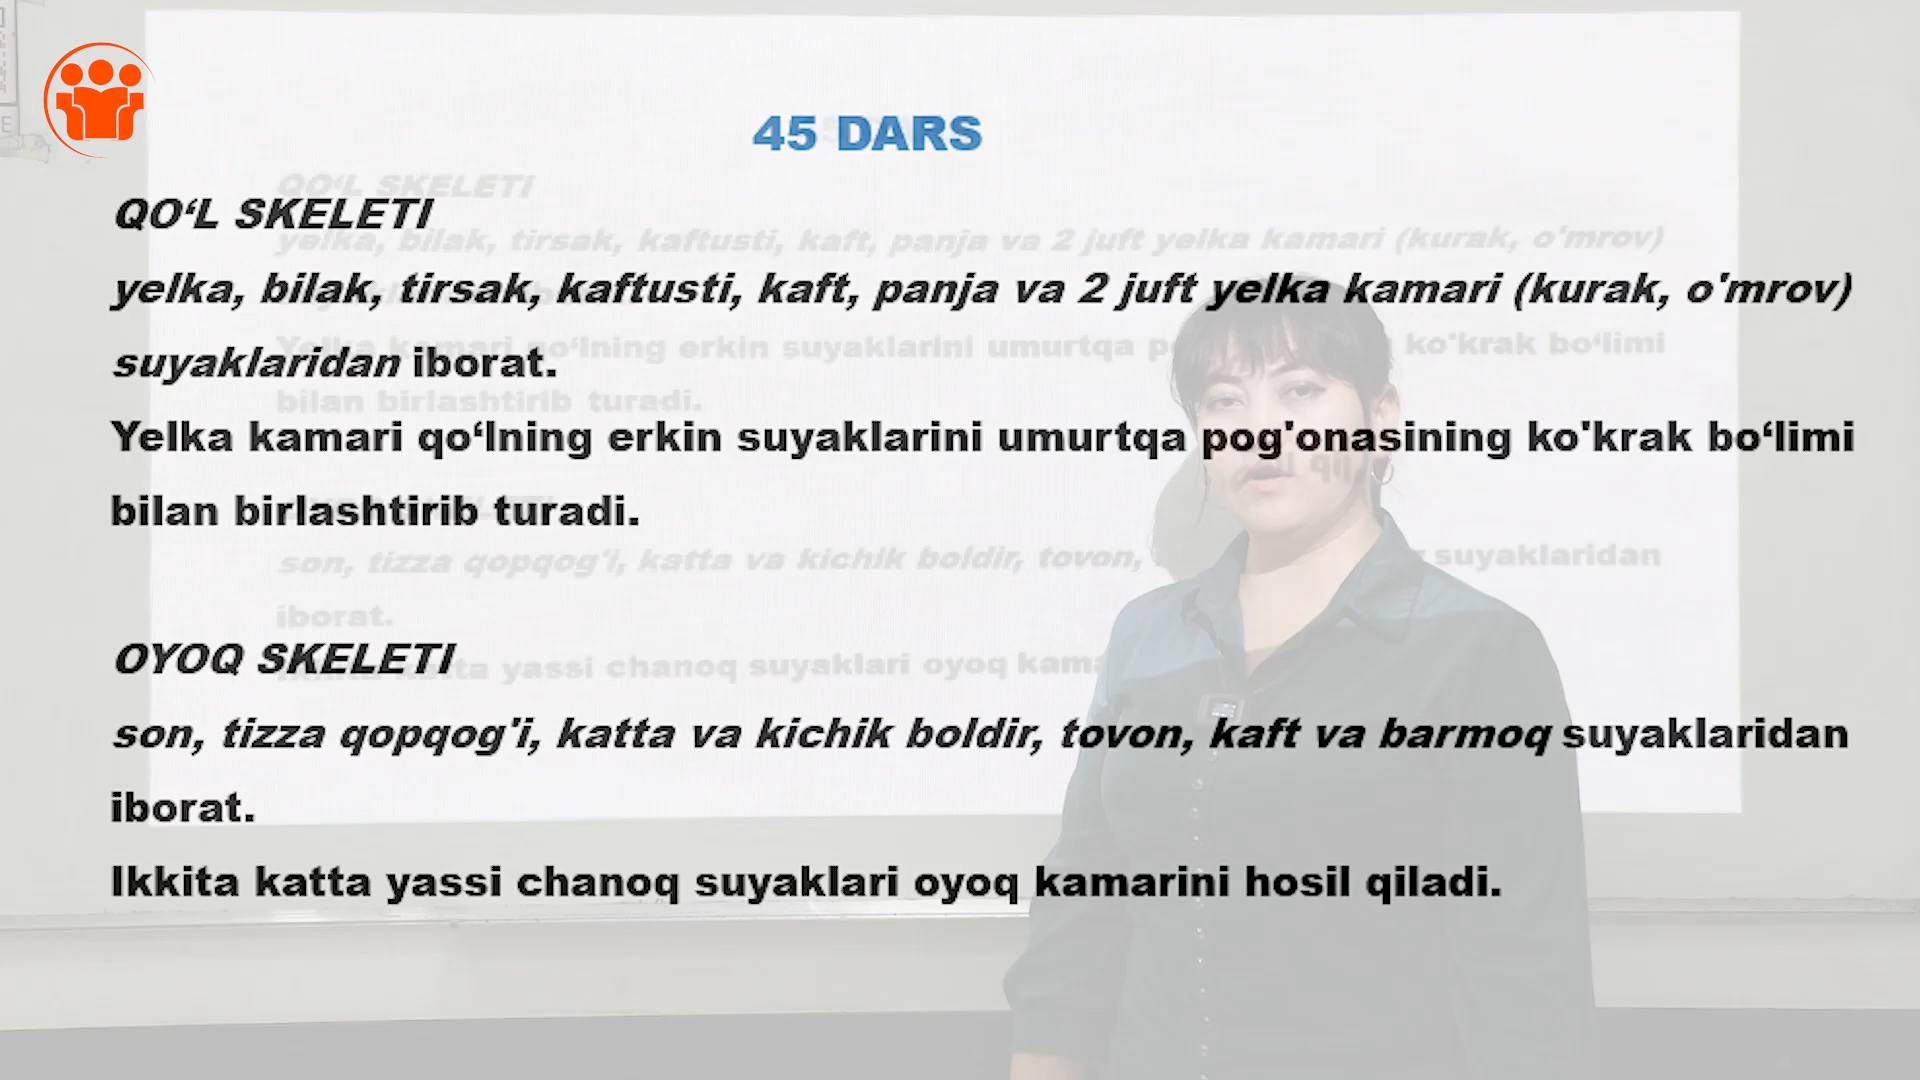 45 DARS
QO‘L SKELETI
yelka, bilak, tirsak, kaftusti, kaft, panja va 2 juft yelka kamari (kurak, o'mrov)
suyaklaridan iborat.
Yelka kamari qo‘lning erkin suyaklarini umurtqa pog'onasining ko'krak bo‘limi
bilan birlashtirib turadi.
OYOQ SKELETI
son, tizza qopqog'i, katta va kichik boldir, tovon, kaft va barmoq suyaklaridan
iborat.
Ikkita katta yassi chanoq suyaklari oyoq kamarini hosil qiladi.